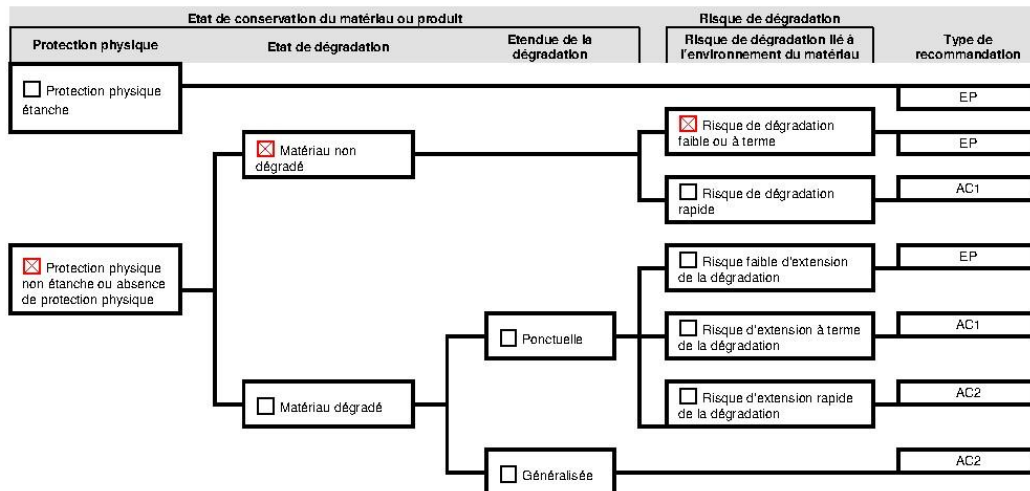 Etat de conservation du matériau ou produit
Risque de dégradation
Protection physique
Etat de dégradation
Etendue de la
dégradation
Risque de dégradation lié à
l'environnement du matériau
Type de
recommandation
Protection physique
étanche
EP
Matériau non
dégradé
Risque de dégradation
faible ou à terme
EP
Risque de dégradation
rapide
AC1
Protection physique
non étanche ou absence
de protection physique
Risque faible d'extension
de la dégradation
EP
Ponctuelle
Risque d'extension à terme
de la dégradation
AC1
Matériau dégradé
Risque d'extension rapide
de la dégradation
AC2
Généralisée
AC2